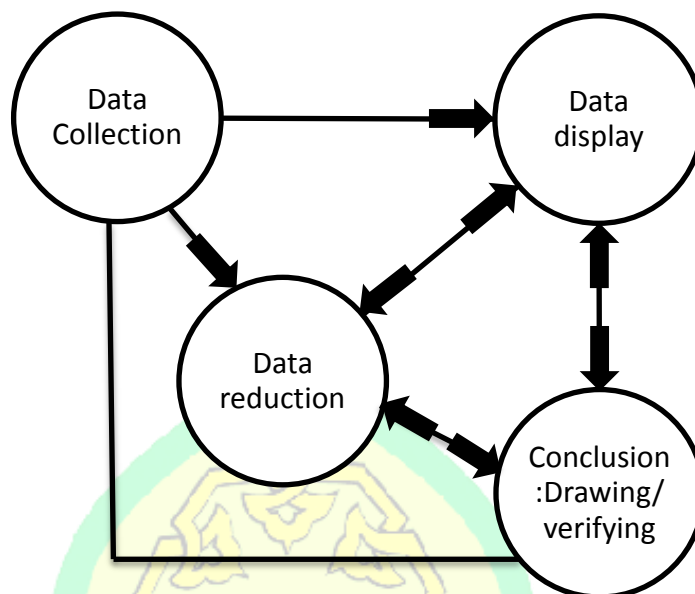 Data
Collection
Data
display
Data
reduction
Conclusion
:Drawing/
verifying